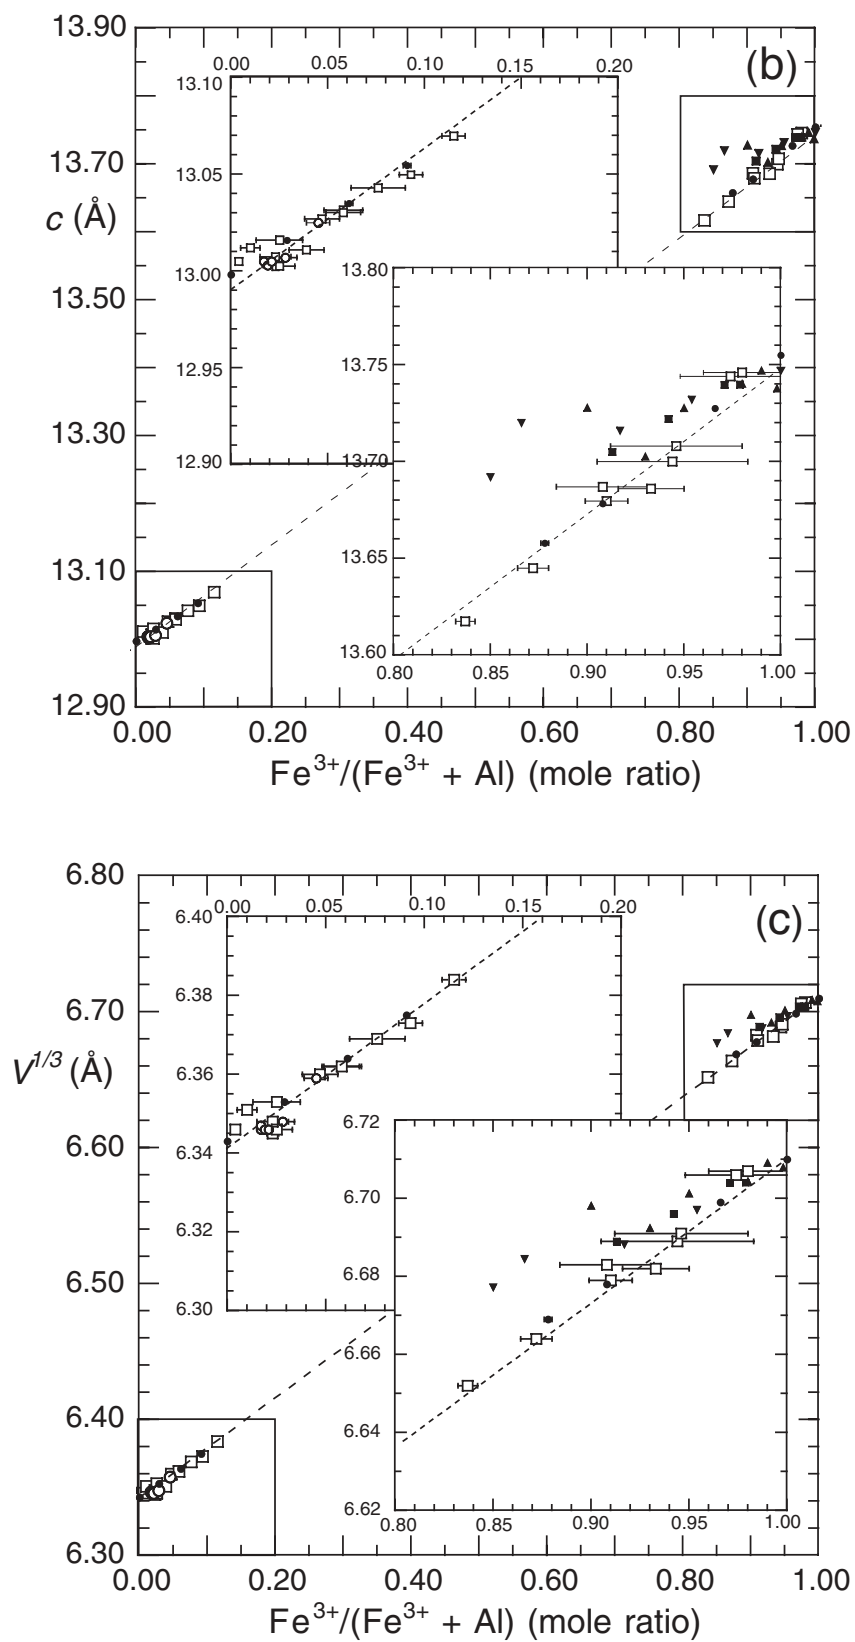 13.90
0.00 0.05 0.10 0.15 0.20
(b)
13.10
13.70
13.05
c (Å)
13.00
13.80
13.50
12.95
13.75
13.30
12.90
13.70
13.65
13.10
13.60
0.80 0.85 0.90 0.95 1.00
12.90
0.00 0.20 0.40 0.60 0.80 1.00
Fe³⁺/(Fe³⁺ + Al) (mole ratio)
6.80
0.00 0.05 0.10 0.15 0.20
6.40
(c)
6.38
6.70
V^{1/3} (Å)
6.36
6.72
6.60
6.34
6.70
6.32
6.50
6.30
6.68
6.66
6.40
6.64
6.62
0.80 0.85 0.90 0.95 1.00
6.30
0.00 0.20 0.40 0.60 0.80 1.00
Fe³⁺/(Fe³⁺ + Al) (mole ratio)